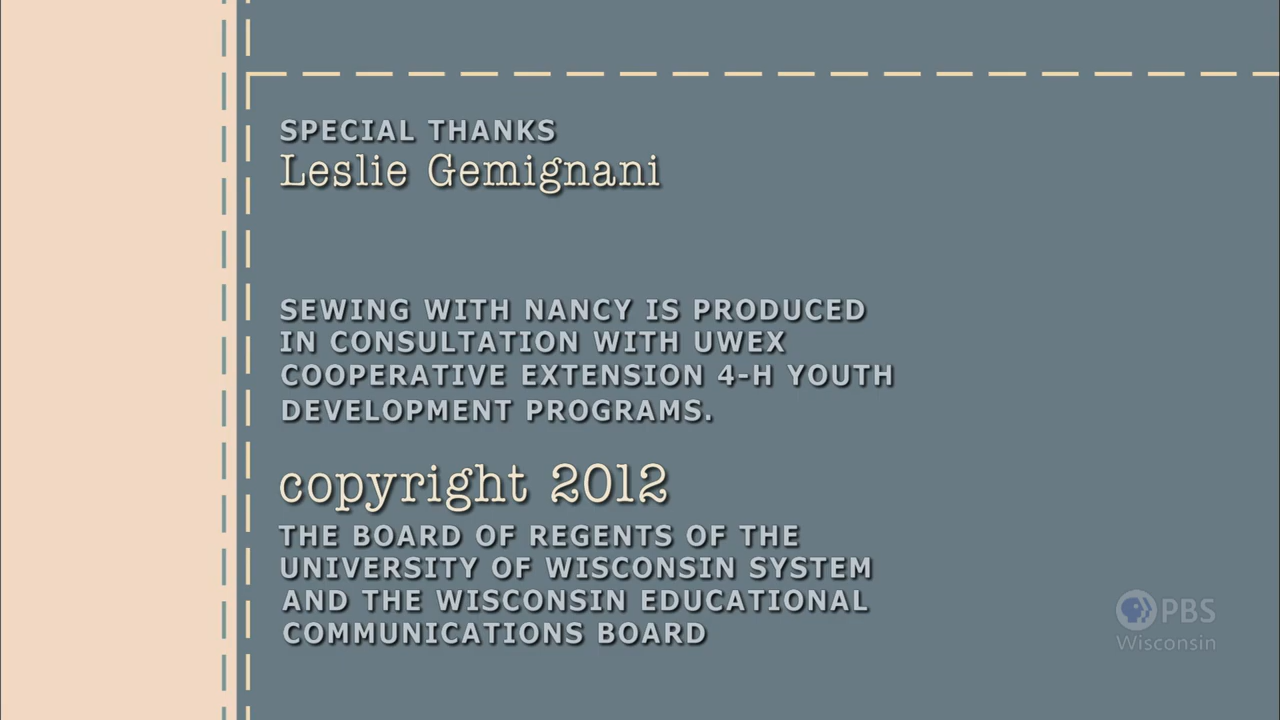 SPECIAL THANKS
Leslie Gemignani
SEWING WITH NANCY IS PRODUCED
IN CONSULTATION WITH UWEX
COOPERATIVE EXTENSION 4-H YOUTH
DEVELOPMENT PROGRAMS.
copyright 2012
THE BOARD OF REGENTS OF THE
UNIVERSITY OF WISCONSIN SYSTEM
AND THE WISCONSIN EDUCATIONAL
COMMUNICATIONS BOARD
PBS
Wisconsin